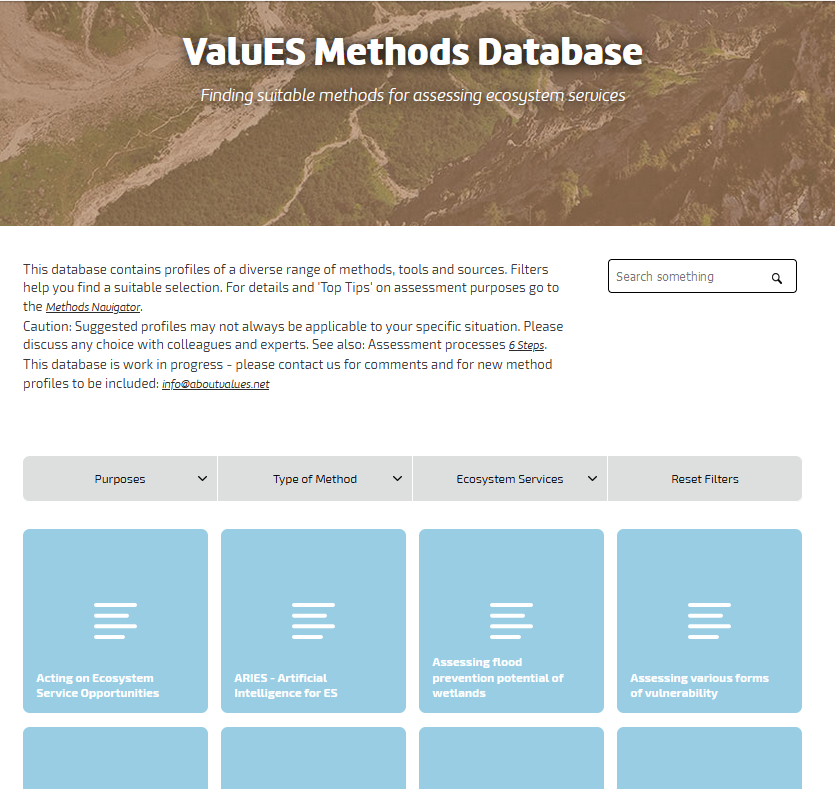 ValuES Methods Database
Finding suitable methods for assessing ecosystem services
This database contains profiles of a diverse range of methods, tools and sources. Filters
help you find a suitable selection. For details and 'Top Tips' on assessment purposes go to
the Methods Navigator.
Caution: Suggested profiles may not always be applicable to your specific situation. Please
discuss any choice with colleagues and experts. See also: Assessment processes 6 Steps.
This database is work in progress - please contact us for comments and for new method
profiles to be included: info@aboutvalues.net
Search something
Purposes
Type of Method
Ecosystem Services
Reset Filters
Acting on Ecosystem
Service Opportunities
ARIES - Artificial
Intelligence for ES
Assessing flood
prevention potential of
wetlands
Assessing various forms
of vulnerability